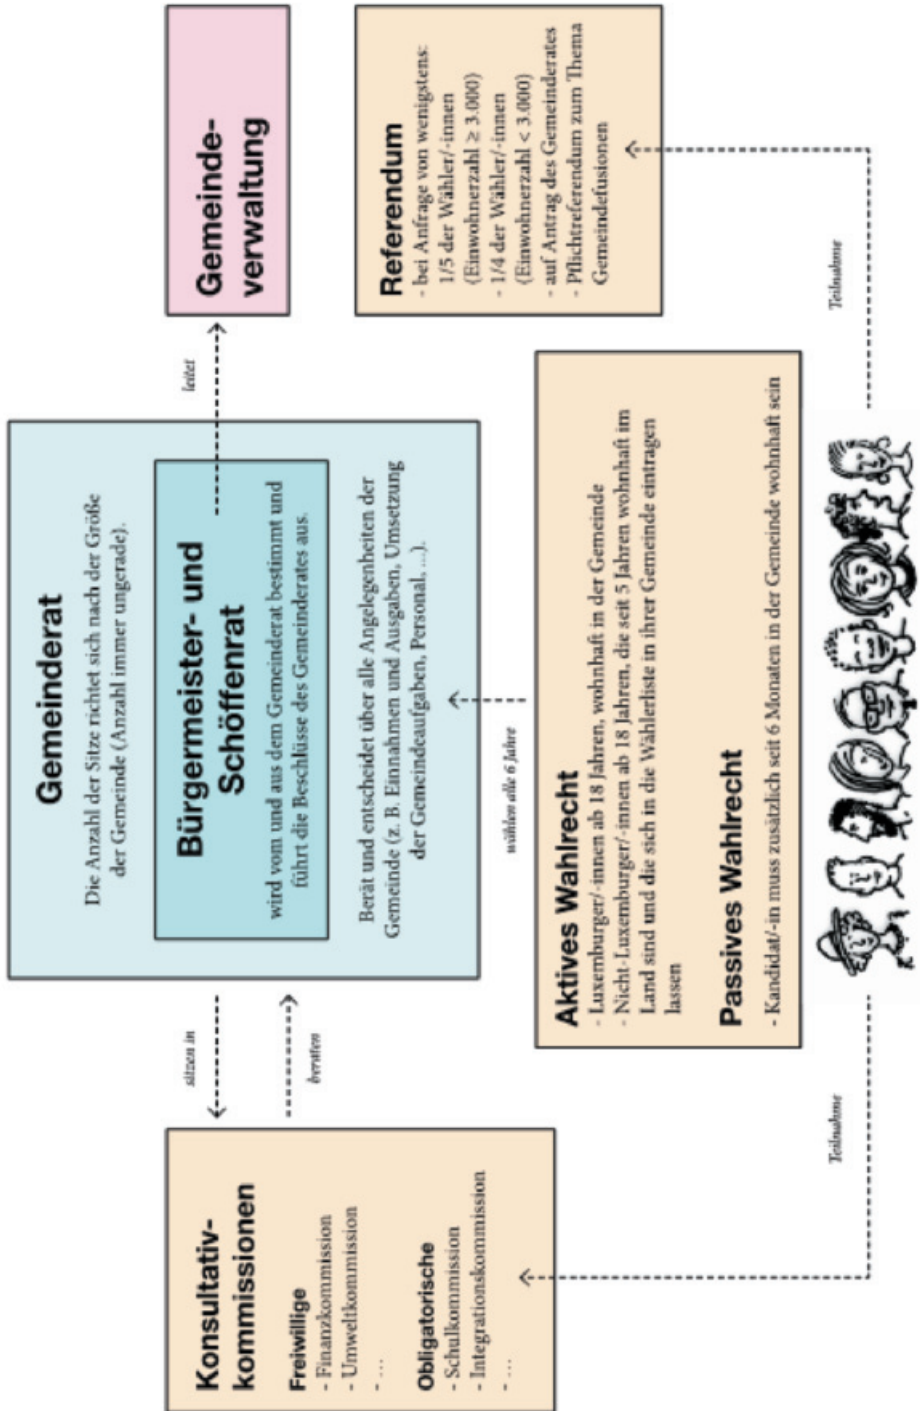 Gemeinderat
Die Anzahl der Sitze richtet sich nach der Größe
der Gemeinde (Anzahl immer ungerade).
Bürgermeister- und
Schöffenrat
wird vom und aus dem Gemeinderat bestimmt und
führt die Beschlüsse des Gemeinderates aus.
Berät und entscheidet über alle Angelegenheiten der
Gemeinde (z. B. Einnahmen und Ausgaben, Umsetzung
der Gemeindeaufgaben, Personal, ...).
leitet
Gemeinde-
verwaltung
sitzen in
beraten
Konsultativ-
kommissionen
Freiwillige
- Finanzkommission
- Umweltkommission
- ...
Obligatorische
- Schulkommission
- Integrationskommission
- ...
wählen alle 6 Jahre
Aktives Wahlrecht
- Luxemburger/-innen ab 18 Jahren, wohnhaft in der Gemeinde
- Nicht-Luxemburger/-innen ab 18 Jahren, die seit 5 Jahren wohnhaft im
Land sind und die sich in die Wählerliste in ihrer Gemeinde eintragen
lassen
Passives Wahlrecht
- Kandidat/-in muss zusätzlich seit 6 Monaten in der Gemeinde wohnhaft sein
Referendum
- bei Anfrage von wenigstens:
1/5 der Wähler/-innen
(Einwohnerzahl ≥ 3.000)
- 1/4 der Wähler/-innen
(Einwohnerzahl < 3.000)
- auf Antrag des Gemeinderates
- Pflichtreferendum zum Thema
Gemeindefusionen
Teilnahme
Teilnahme